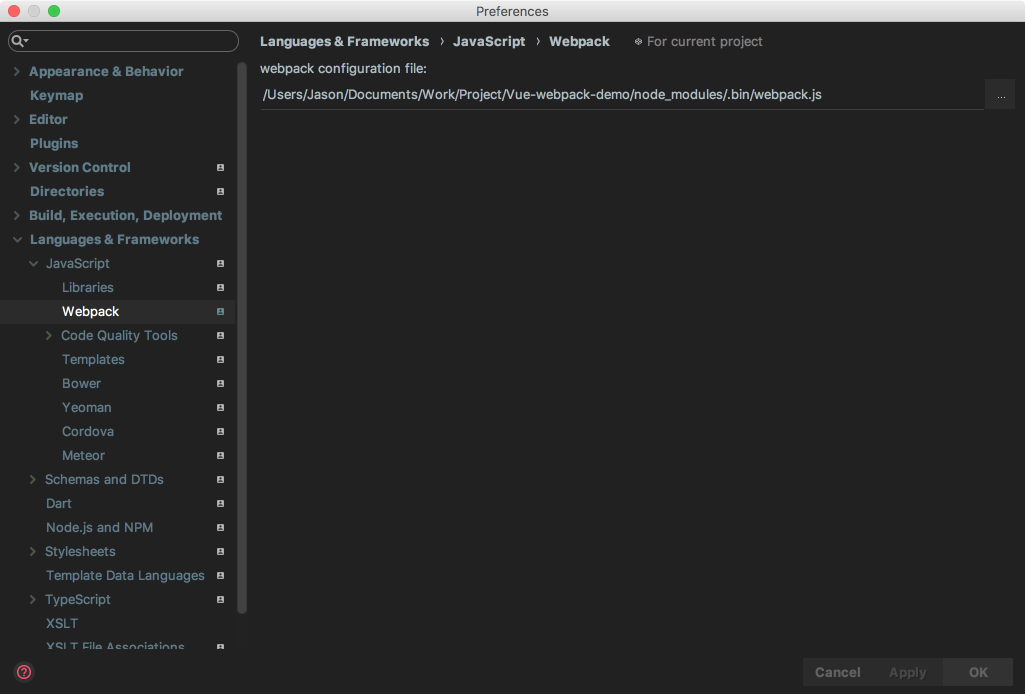 Preferences
Languages & Frameworks › JavaScript › Webpack For current project
webpack configuration file:
/Users/Jason/Documents/Work/Project/Vue-webpack-demo/node_modules/.bin/webpack.js
...
Appearance & Behavior
Keymap
Editor
Plugins
Version Control
Directories
Build, Execution, Deployment
Languages & Frameworks
JavaScript
Libraries
Webpack
Code Quality Tools
Templates
Bower
Yeoman
Cordova
Meteor
Schemas and DTDs
Dart
Node.js and NPM
Stylesheets
Template Data Languages
TypeScript
XSLT
XSLT File Associations
?
Cancel Apply OK